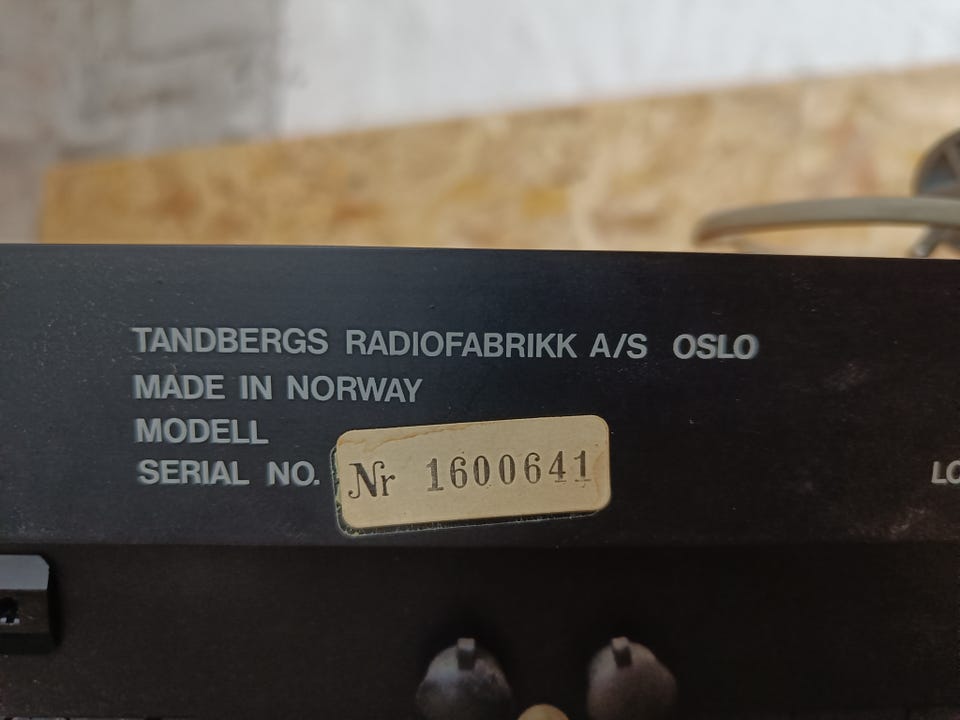 TANDBERGS RADIOFABRIKK A/S OSLO
MADE IN NORWAY
MODELL
SERIAL NO. Nr 1600641